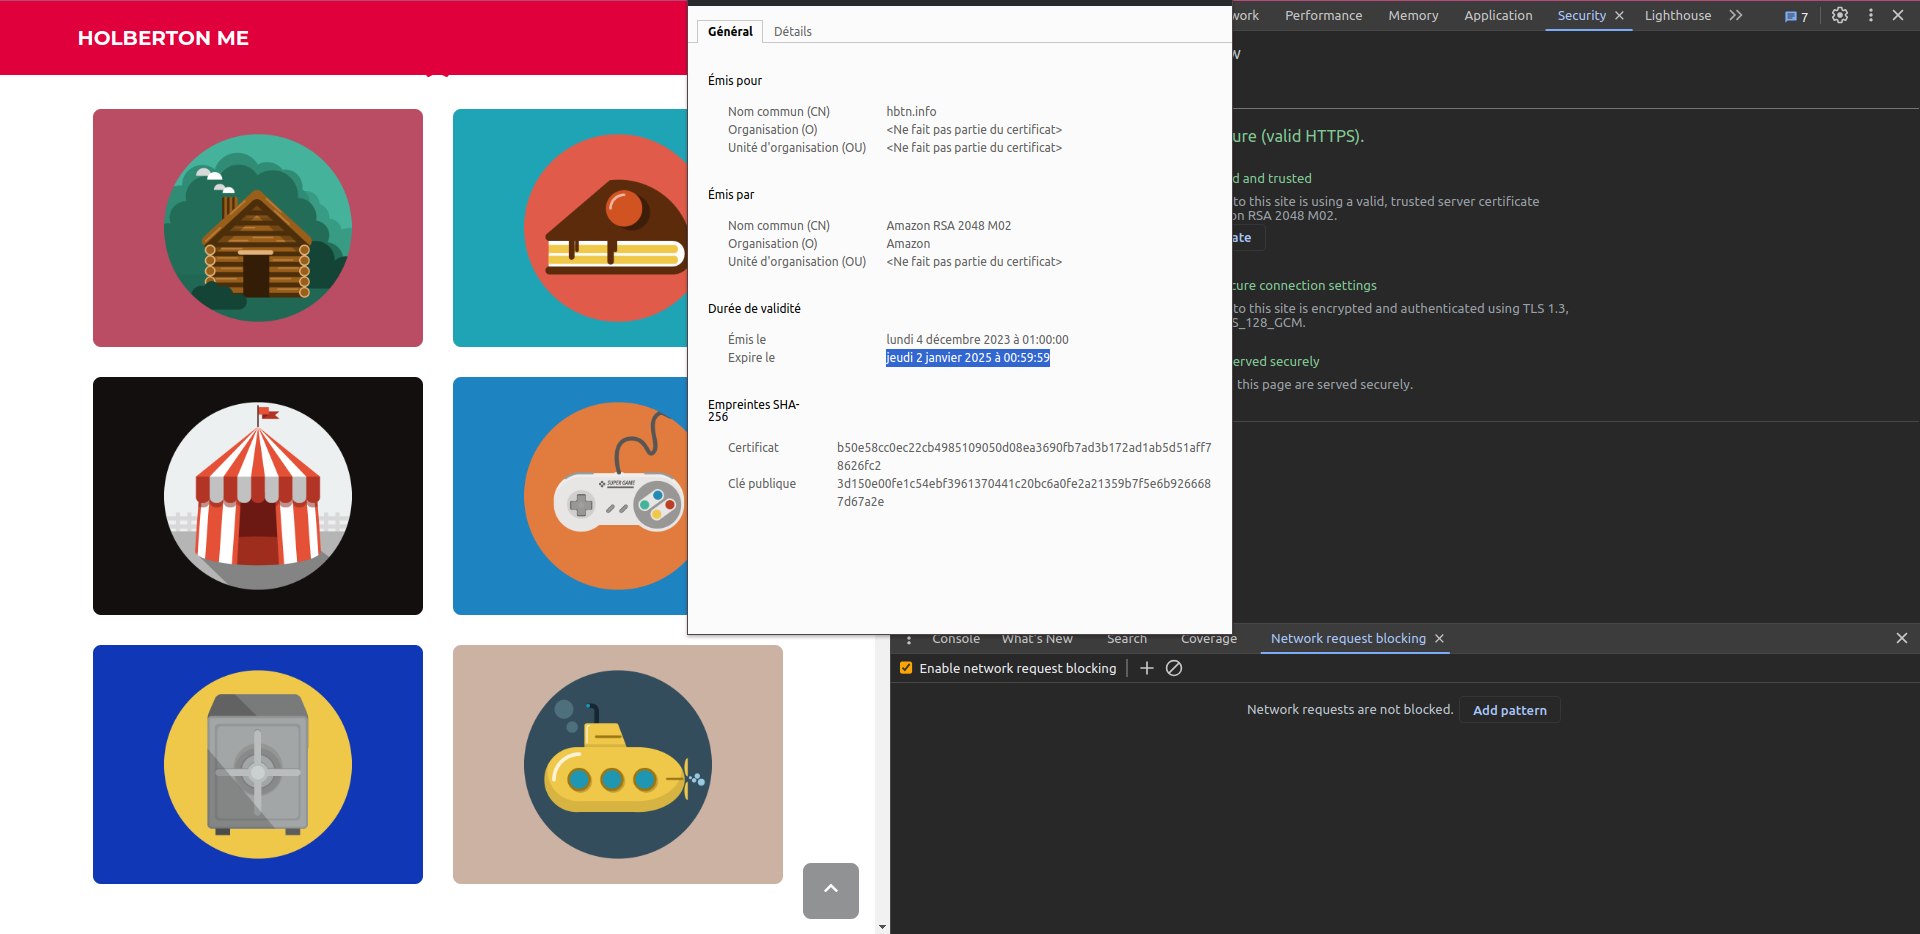 HOLBERTON ME
SUPER GAME
Général Détails
Émis pour
Nom commun (CN) hbtn.info
Organisation (O) <Ne fait pas partie du certificat>
Unité d'organisation (OU) <Ne fait pas partie du certificat>
Émis par
Nom commun (CN) Amazon RSA 2048 M02
Organisation (O) Amazon
Unité d'organisation (OU) <Ne fait pas partie du certificat>
Durée de validité
Émis le lundi 4 décembre 2023 à 01:00:00
Expire le jeudi 2 janvier 2025 à 00:59:59
Empreintes SHA-
256
Certificat b50e58cc0ec22cb4985109050d08ea3690fb7ad3b172ad1ab5d51aff7
8626fc2
Clé publique 3d150e00fe1c54ebf3961370441c20bc6a0fe2a21359b7f5e6b926668
7d67a2e
work Performance Memory Application Security Lighthouse 7
w
ure (valid HTTPS).
d and trusted
to this site is using a valid, trusted server certificate
on RSA 2048 M02.
ate
cure connection settings
to this site is encrypted and authenticated using TLS 1.3,
S_128_GCM.
erved securely
this page are served securely.
Console What's New Search Coverage Network request blocking
Enable network request blocking
Network requests are not blocked. Add pattern